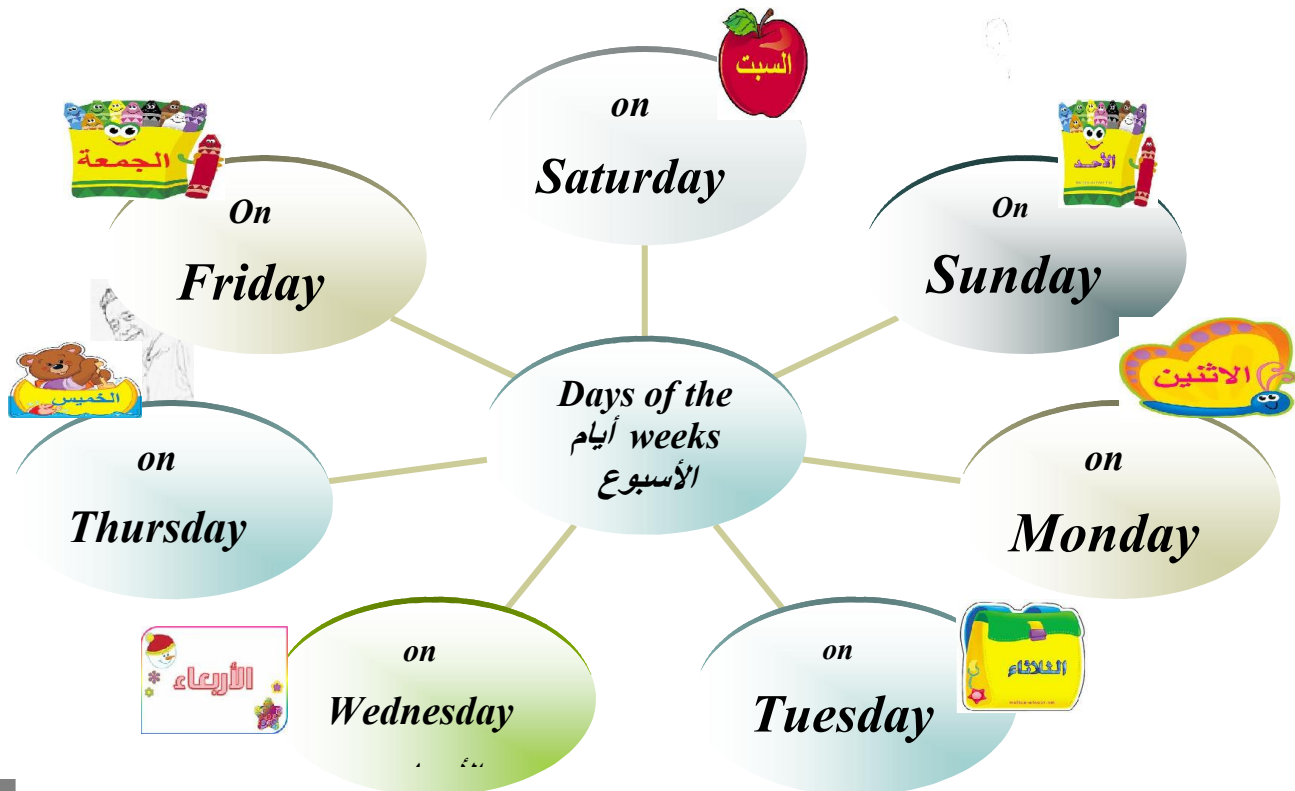 السبت
on
Saturday
الأحد
On
Sunday
الاثنين
on
Monday
الثلاثاء
on
Tuesday
on
Wednesday
الأربعاء
الخميس
on
Thursday
الجمعة
On
Friday
Days of the
weeks أيام
الأسبوع